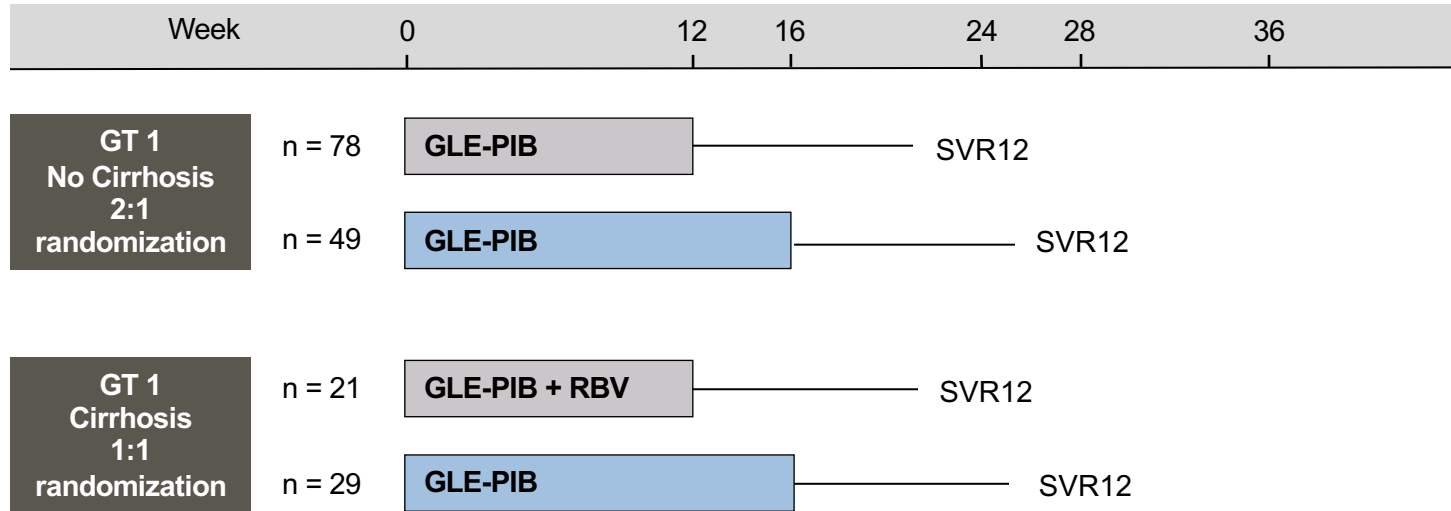 Week 0 12 16 24 28 36
GT 1
No Cirrhosis
2:1
randomization
n = 78 GLE-PIB SVR12
n = 49 GLE-PIB SVR12
GT 1
Cirrhosis
1:1
randomization
n = 21 GLE-PIB + RBV SVR12
n = 29 GLE-PIB SVR12